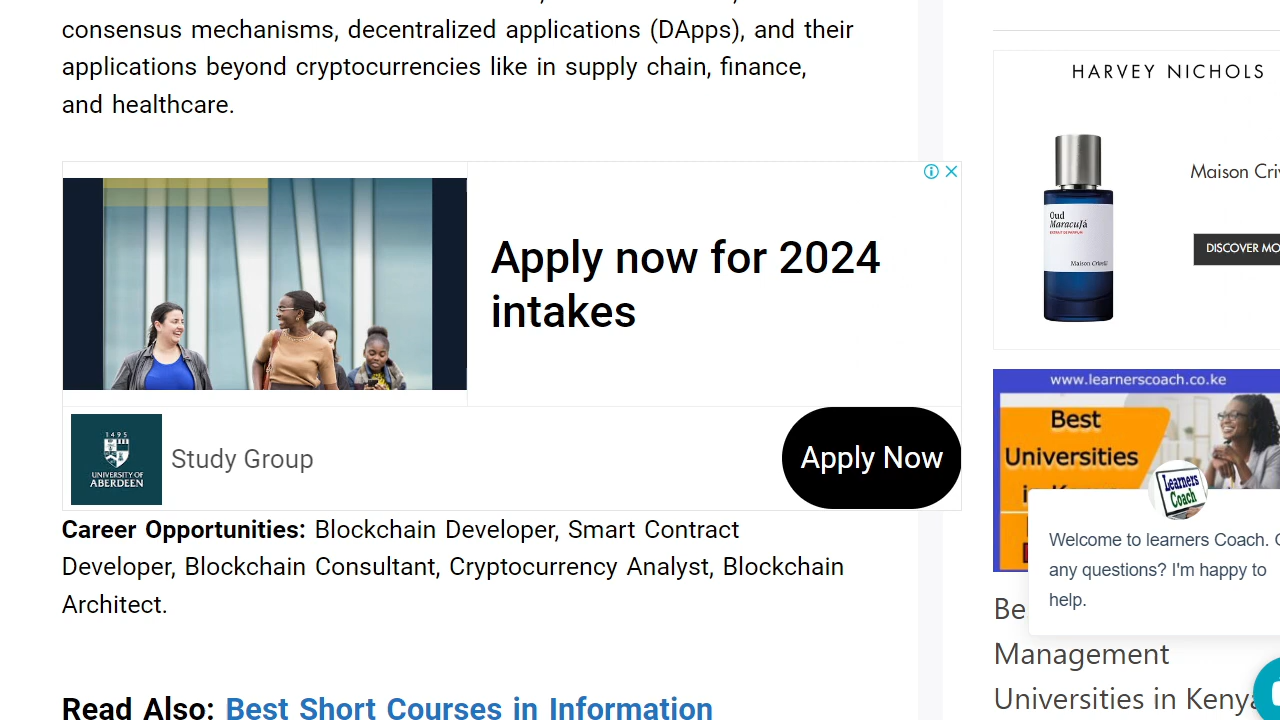 consensus mechanisms, decentralized applications (DApps), and their
applications beyond cryptocurrencies like in supply chain, finance,
and healthcare.
Apply now for 2024
intakes
1495
UNIVERSITY OF
ABERDEEN
Study Group
Apply Now
Career Opportunities: Blockchain Developer, Smart Contract
Developer, Blockchain Consultant, Cryptocurrency Analyst, Blockchain
Architect.
Read Also: Best Short Courses in Information
HARVEY NICHOLS
Oud
Maracujá
EXTRAIT DE PARFUM
Maison Crivelli
Maison Criv
DISCOVER MO
www.learnerscoach.co.ke
Best
Universities
Learners
Coach
Welcome to learners Coach.
any questions? I'm happy to
help.
Be
Management
Universities in Kenya